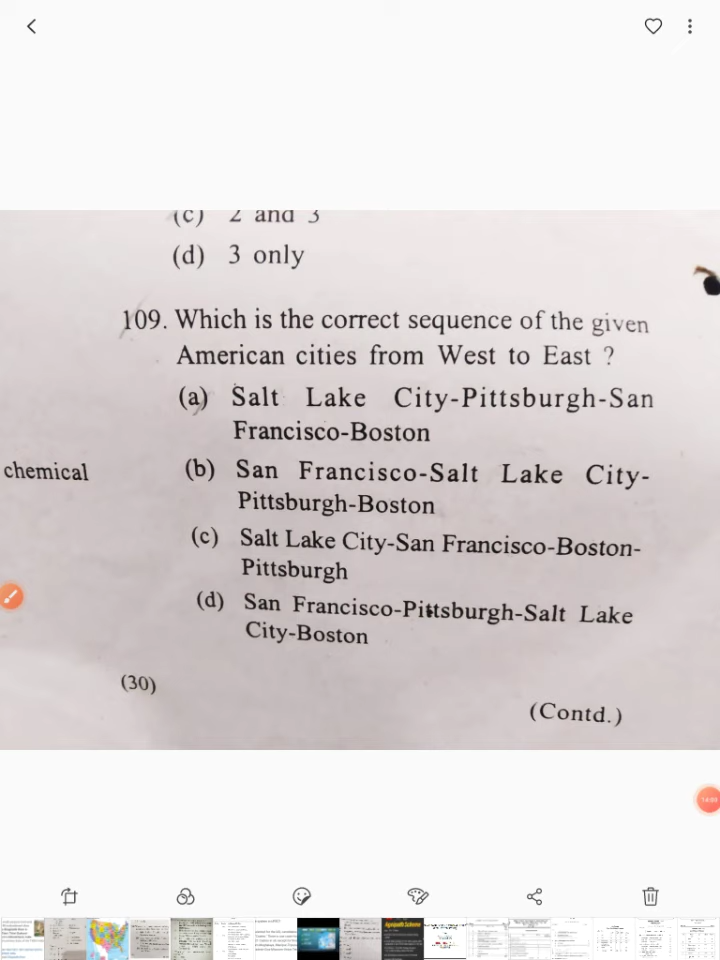 (c) 2 and 3
(d) 3 only
109. Which is the correct sequence of the given
American cities from West to East ?
(a) Salt Lake City-Pittsburgh-San
Francisco-Boston
chemical
(b) San Francisco-Salt Lake City-
Pittsburgh-Boston
(c) Salt Lake City-San Francisco-Boston-
Pittsburgh
(d) San Francisco-Pittsburgh-Salt Lake
City-Boston
(30)
(Contd.)
Agnipath Scheme